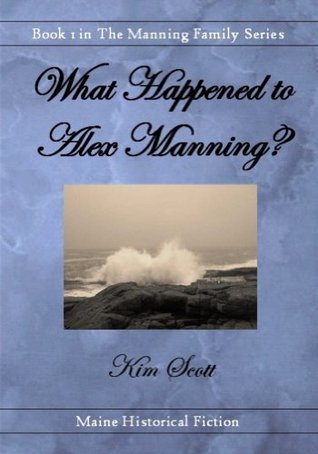 Book 1 in The Manning Family Series
What Happened to
Alex Manning?
Kim Scott
Maine Historical Fiction